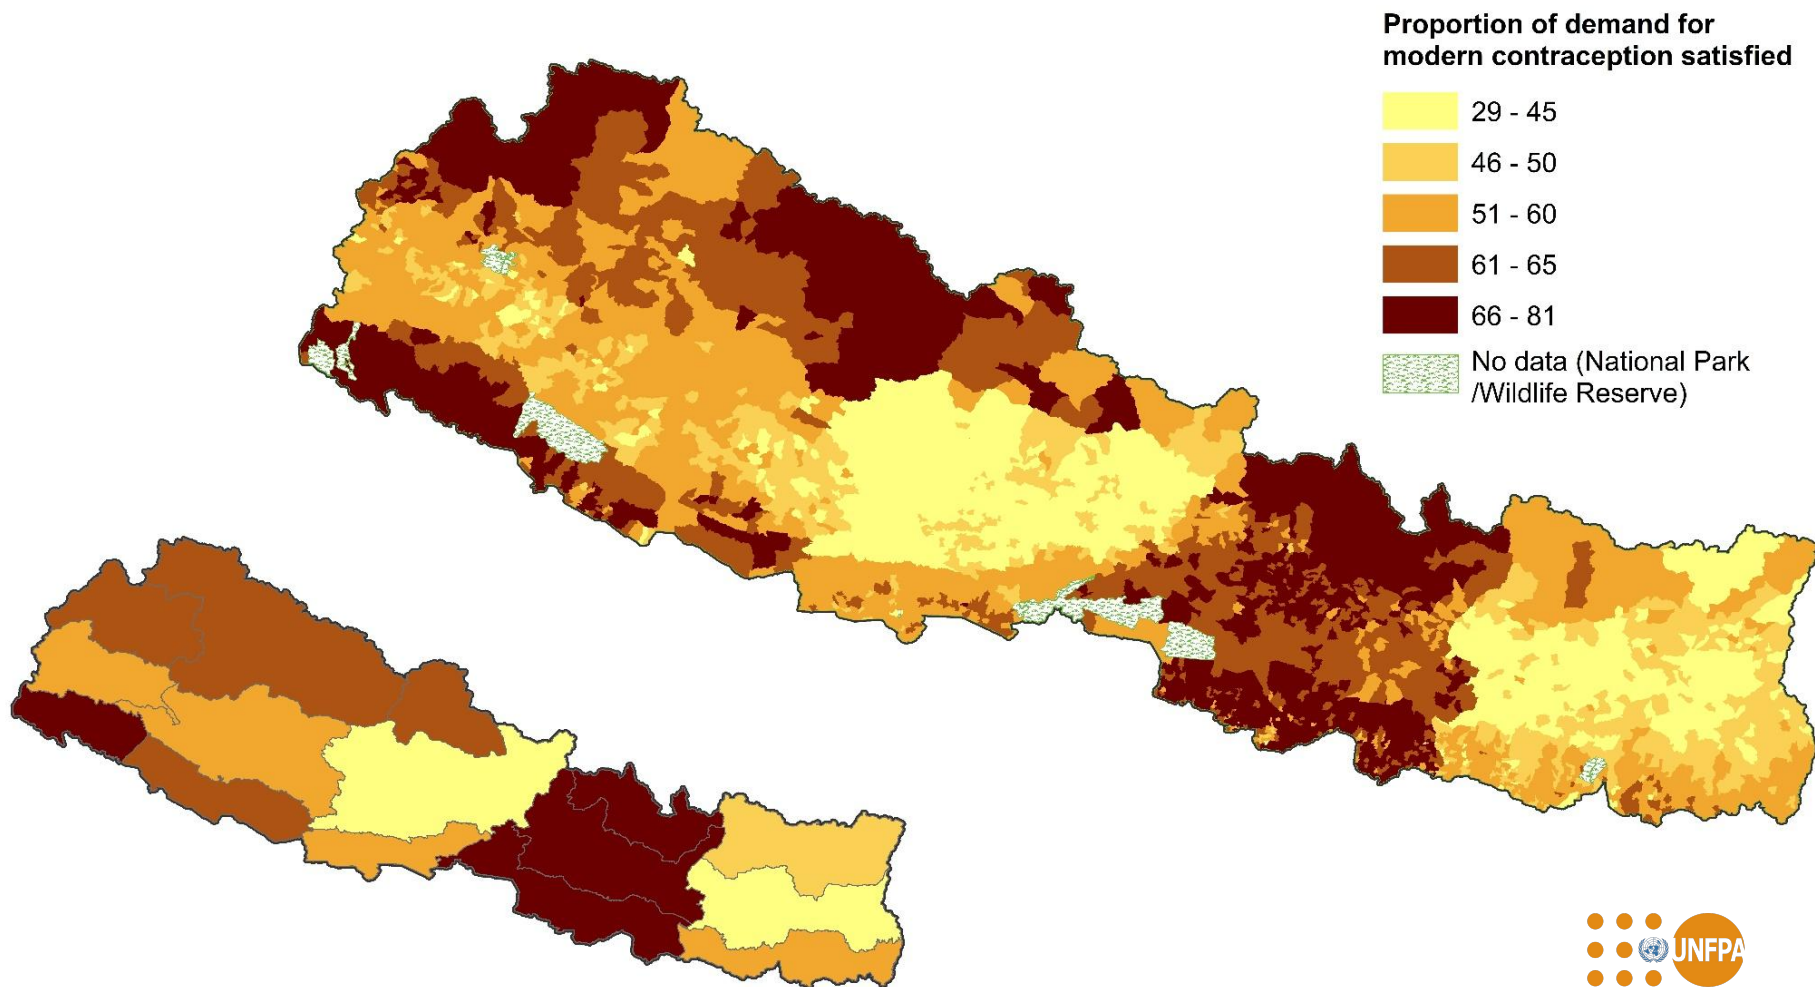 Proportion of demand for
modern contraception satisfied
29 - 45
46 - 50
51 - 60
61 - 65
66 - 81
No data (National Park
/Wildlife Reserve)
UNFPA